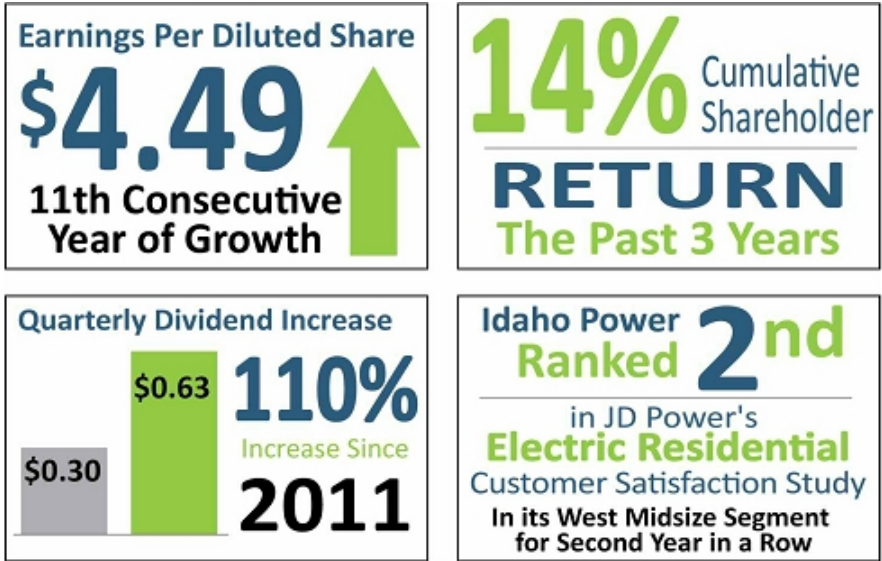 Earnings Per Diluted Share
$4.49
11th Consecutive
Year of Growth
14% Cumulative
Shareholder
RETURN
The Past 3 Years
Quarterly Dividend Increase
$0.30
$0.63
110%
Increase Since
2011
Idaho Power
Ranked 2nd
in JD Power's
Electric Residential
Customer Satisfaction Study
In its West Midsize Segment
for Second Year in a Row